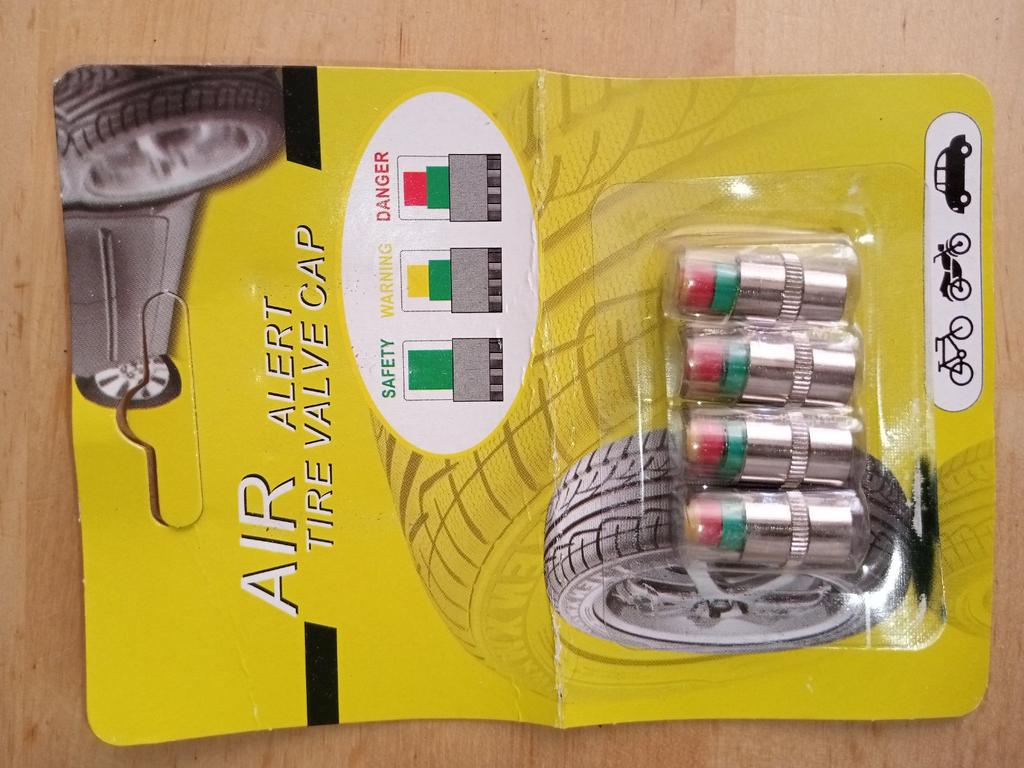 AIR ALERT
TIRE VALVE CAP
SAFETY
WARNING
DANGER